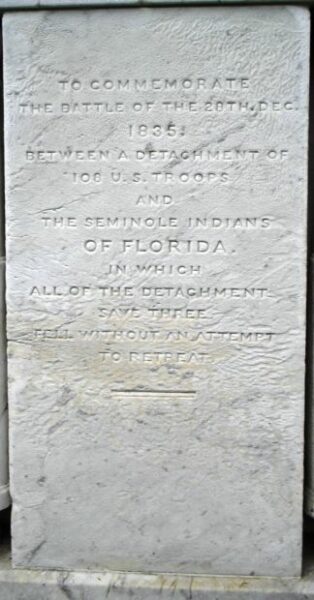 TO COMMEMORATE
THE BATTLE OF THE 28TH. DEC.
1835:
BETWEEN A DETACHMENT OF
108 U.S. TROOPS
AND
THE SEMINOLE INDIANS
OF FLORIDA.
IN WHICH
ALL OF THE DETACHMENT
SAVE THREE
FELL WITHOUT AN ATTEMPT
TO RETREAT